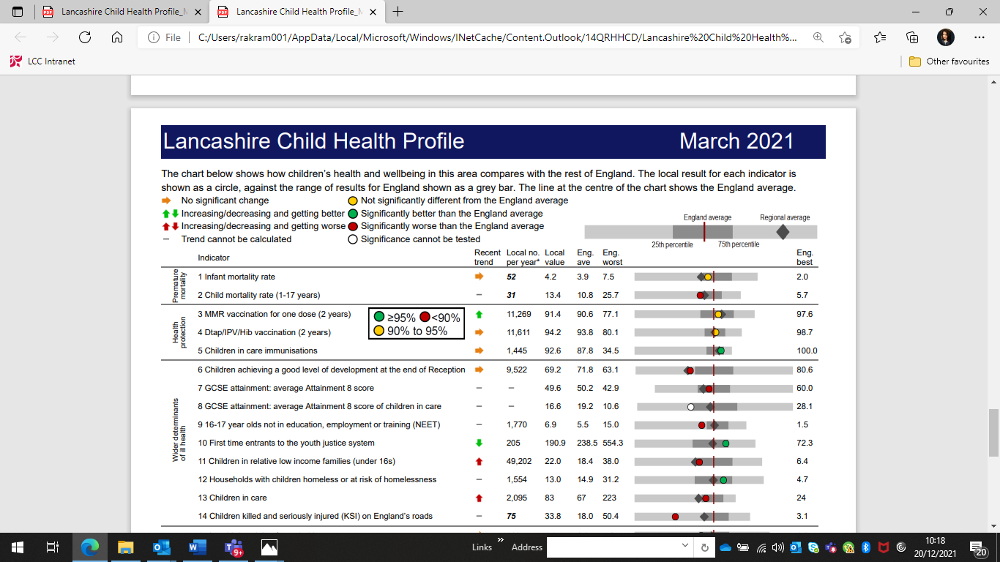 Lancashire Child Health Profile_M
Lancashire Child Health Profile_M
File
C:/Users/rakram001/AppData/Local/Microsoft/Windows/INetCache/Content.Outlook/14QRHHCD/Lancashire%20Child%20Health%...
LCC Intranet
Other favourites
Lancashire Child Health Profile March 2021
The chart below shows how children's health and wellbeing in this area compares with the rest of England. The local result for each indicator is
shown as a circle, against the range of results for England shown as a grey bar. The line at the centre of the chart shows the England average.
No significant change Not significantly different from the England average
Increasing/decreasing and getting better Significantly better than the England average
Increasing/decreasing and getting worse Significantly worse than the England average
Trend cannot be calculated Significance cannot be tested
England average Regional average
25th percentile 75th percentile
Indicator Recent trend Local no. per year* Local value Eng. ave Eng. worst Eng. best
Premature mortality
1 Infant mortality rate 52 4.2 3.9 7.5 2.0
2 Child mortality rate (1-17 years) – 31 13.4 10.8 25.7 5.7
Health protection
≥95% <90%
90% to 95%
3 MMR vaccination for one dose (2 years) 11,269 91.4 90.6 77.1 97.6
4 Dtap/IPV/Hib vaccination (2 years) 11,611 94.2 93.8 80.1 98.7
5 Children in care immunisations 1,445 92.6 87.8 34.5 100.0
Wider determinants of ill health
6 Children achieving a good level of development at the end of Reception 9,522 69.2 71.8 63.1 80.6
7 GCSE attainment: average Attainment 8 score – – 49.6 50.2 42.9 60.0
8 GCSE attainment: average Attainment 8 score of children in care – – 16.6 19.2 10.6 28.1
9 16-17 year olds not in education, employment or training (NEET) – 1,770 6.9 5.5 15.0 1.5
10 First time entrants to the youth justice system 205 190.9 238.5 554.3 72.3
11 Children in relative low income families (under 16s) 49,202 22.0 18.4 38.0 6.4
12 Households with children homeless or at risk of homelessness – 1,554 13.0 14.9 31.2 4.7
13 Children in care 2,095 83 67 223 24
14 Children killed and seriously injured (KSI) on England's roads – 75 33.8 18.0 50.4 3.1
Links Address
9+
10:18
20/12/2021
20